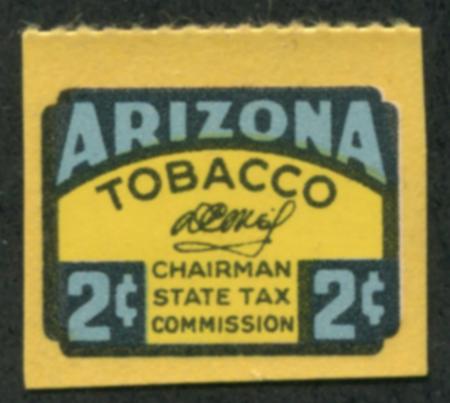 ARIZONA
TOBACCO
CHAIRMAN
2¢ STATE TAX 2¢
COMMISSION